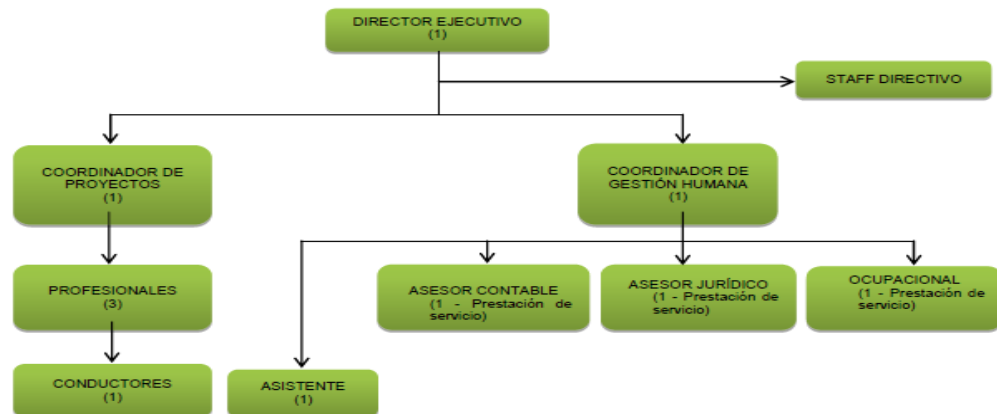 DIRECTOR EJECUTIVO
(1)
STAFF DIRECTIVO
COORDINADOR DE
PROYECTOS
(1)
COORDINADOR DE
GESTIÓN HUMANA
(1)
PROFESIONALES
(3)
ASESOR CONTABLE
(1 - Prestación de
servicio)
ASESOR JURÍDICO
(1 - Prestación de
servicio)
OCUPACIONAL
(1 - Prestación de
servicio)
CONDUCTORES
(1)
ASISTENTE
(1)